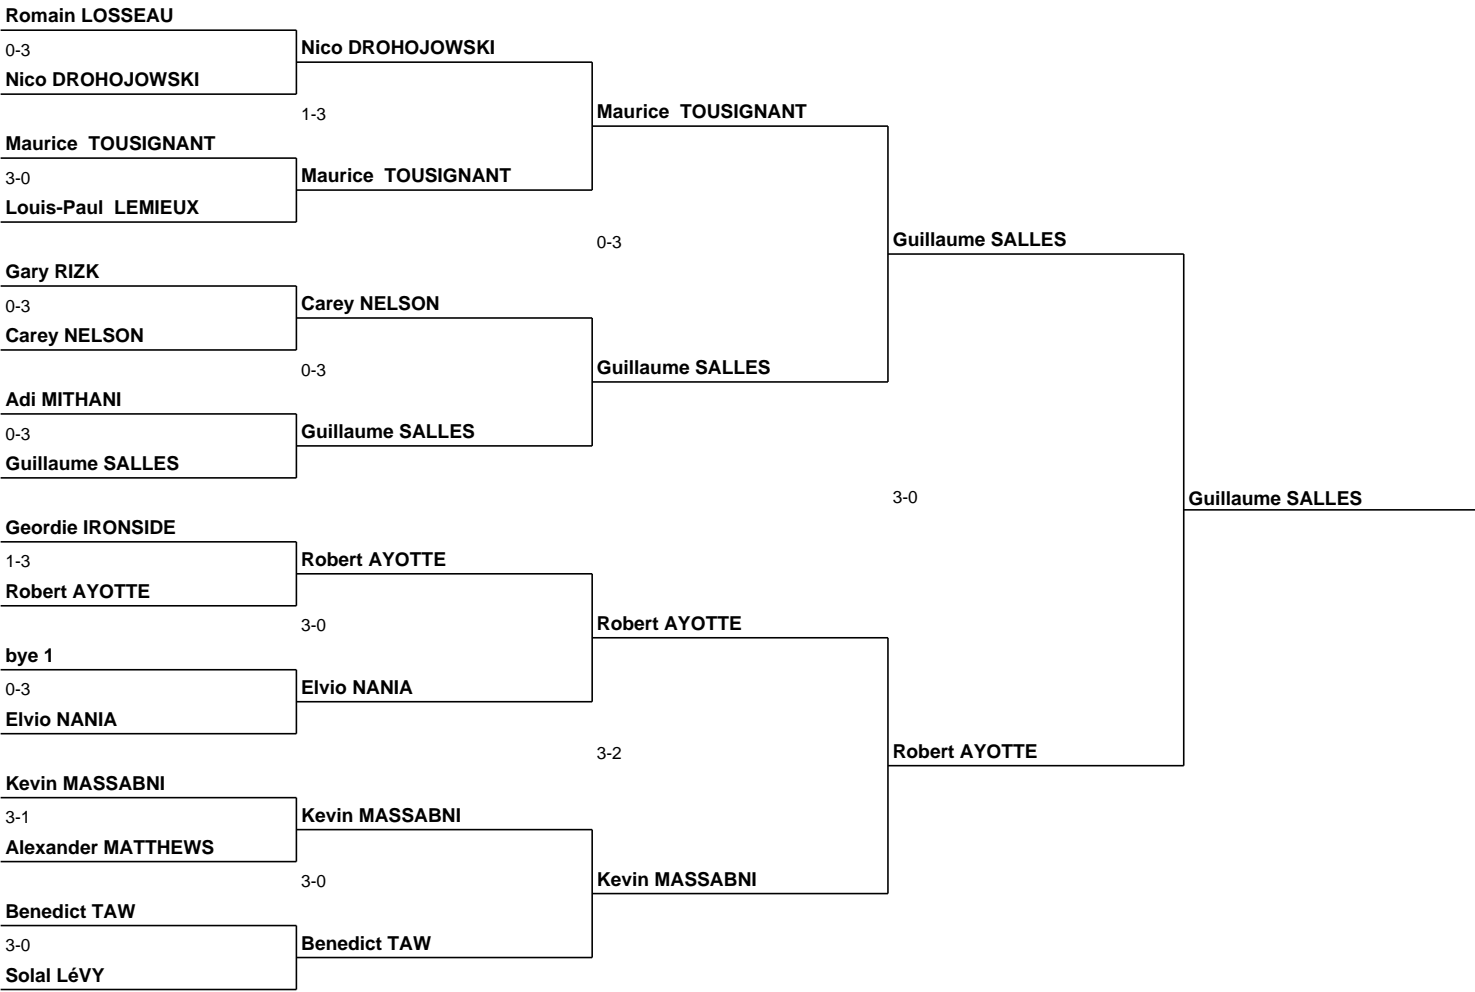 Romain LOSSEAU
0-3
Nico DROHOJOWSKI
Nico DROHOJOWSKI
1-3
Maurice  TOUSIGNANT
Maurice  TOUSIGNANT
3-0
Maurice  TOUSIGNANT
Louis-Paul  LEMIEUX
0-3
Guillaume SALLES
Gary RIZK
0-3
Carey NELSON
Carey NELSON
0-3
Guillaume SALLES
Adi MITHANI
0-3
Guillaume SALLES
Guillaume SALLES
3-0
Guillaume SALLES
Geordie IRONSIDE
1-3
Robert AYOTTE
Robert AYOTTE
3-0
Robert AYOTTE
bye 1
0-3
Elvio NANIA
Elvio NANIA
3-2
Robert AYOTTE
Kevin MASSABNI
3-1
Kevin MASSABNI
Alexander MATTHEWS
3-0
Kevin MASSABNI
Benedict TAW
3-0
Benedict TAW
Solal LéVY